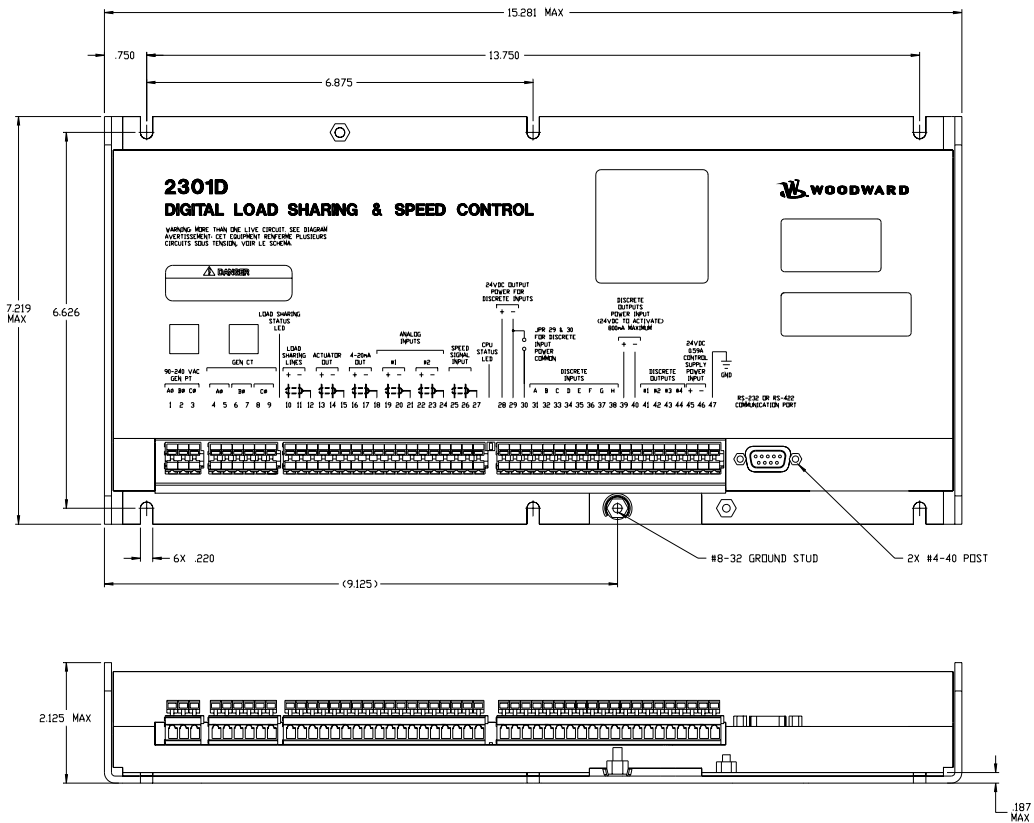 15.281 MAX
.750
13.750
6.875
7.219
MAX
6.626
2301D
DIGITAL LOAD SHARING & SPEED CONTROL
WARNING: MORE THAN ONE LIVE CIRCUIT. SEE DIAGRAM
AVERTISSEMENT: CET EQUIPMENT RENFERME PLUSIEURS
CIRCUITS SOUS TENSION, VOIR LE SCHEMA.
WOODWARD
DANGER
LOAD SHARING
STATUS
LED
GEN CT
90-240 VAC
GEN PT
AØ BØ CØ
AØ BØ CØ
LOAD
SHARING
LINES
+ -
ACTUATOR
OUT
+ -
4-20mA
OUT
+ -
ANALOG
INPUTS
#1 #2
+ - + -
SPEED
SIGNAL
INPUT
CPU
STATUS
LED
24VDC OUTPUT
POWER FOR
DISCRETE INPUTS
+ -
JPR 29 & 30
FOR DISCRETE
INPUT
POWER
COMMON
DISCRETE
INPUTS
A B C D E F G H
DISCRETE
OUTPUTS
POWER INPUT
(24VDC TO ACTIVATE)
800mA MAXIMUM
+ -
DISCRETE
OUTPUTS
#1 #2 #3 #4
24VDC
0.59A
CONTROL
SUPPLY
POWER
INPUT
+ -
GND
RS-232 OR RS-422
COMMUNICATION PORT
1 2 3 4 5 6 7 8 9 10 11 12 13 14 15 16 17 18 19 20 21 22 23 24 25 26 27 28 29 30 31 32 33 34 35 36 37 38 39 40 41 42 43 44 45 46 47
6X .220
#8-32 GROUND STUD
2X #4-40 POST
(9.125)
2.125 MAX
.187
MAX